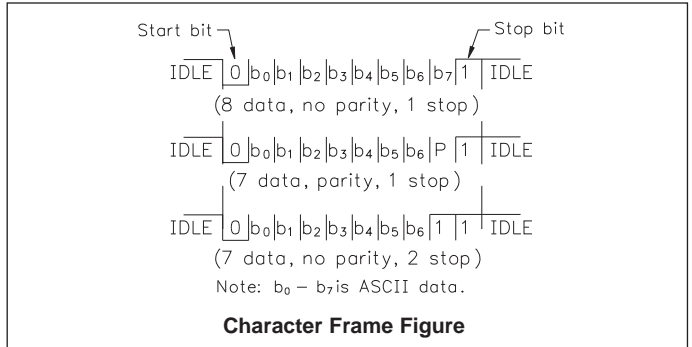 Start bit Stop bit
IDLE 0 b₀ b₁ b₂ b₃ b₄ b₅ b₆ b₇ 1 IDLE
(8 data, no parity, 1 stop)
IDLE 0 b₀ b₁ b₂ b₃ b₄ b₅ b₆ P 1 IDLE
(7 data, parity, 1 stop)
IDLE 0 b₀ b₁ b₂ b₃ b₄ b₅ b₆ 1 1 IDLE
(7 data, no parity, 2 stop)
Note: b₀ – b₇ is ASCII data.
Character Frame Figure